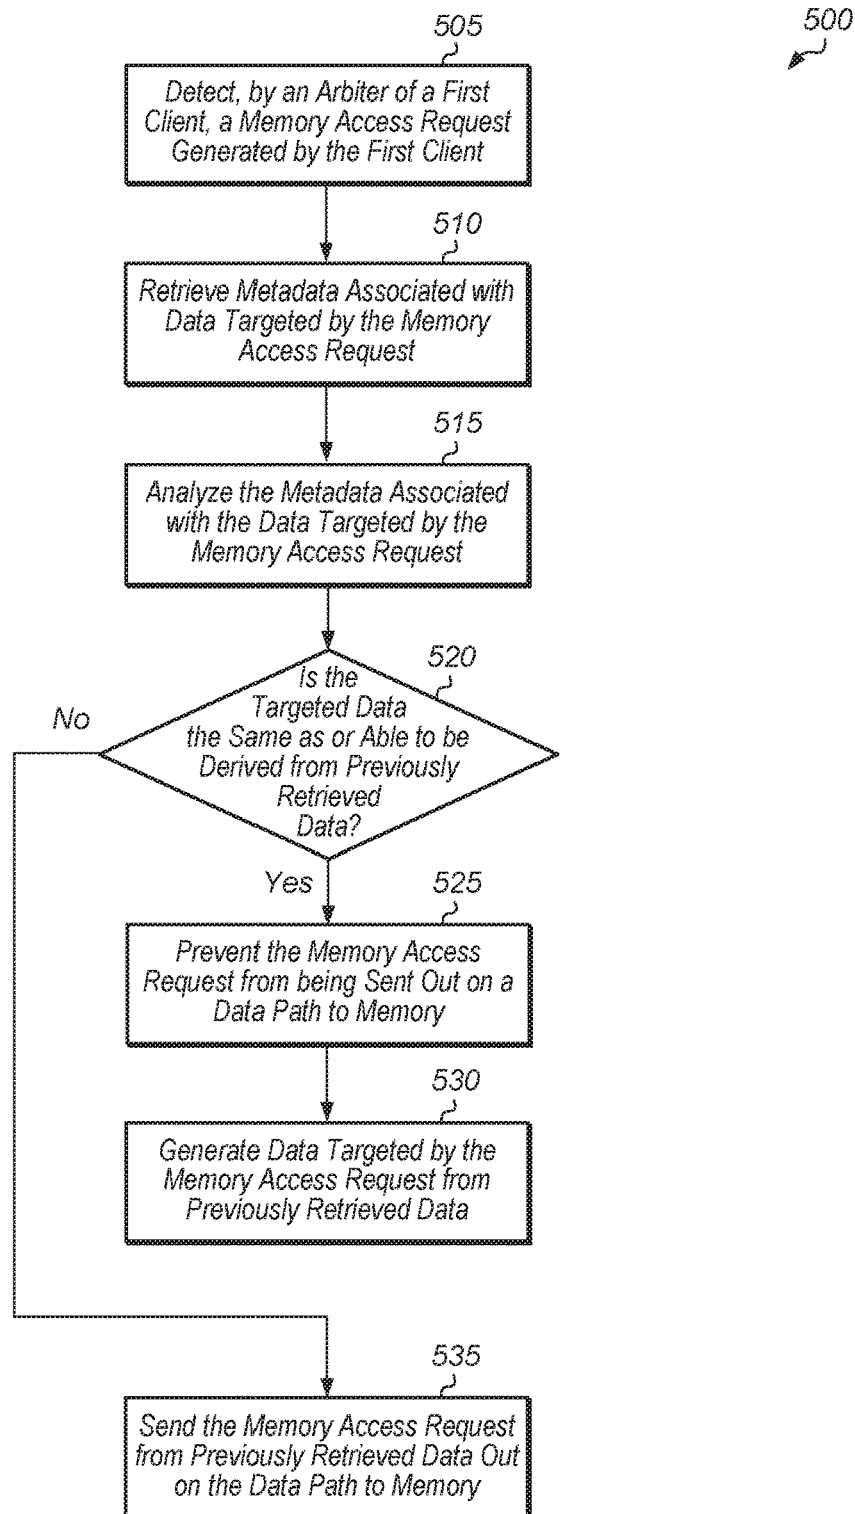 500
505
Detect, by an Arbiter of a First
Client, a Memory Access Request
Generated by the First Client
510
Retrieve Metadata Associated with
Data Targeted by the Memory
Access Request
515
Analyze the Metadata Associated
with the Data Targeted by the
Memory Access Request
520
Is the
Targeted Data
the Same as or Able to be
Derived from Previously
Retrieved
Data?
No
Yes
525
Prevent the Memory Access
Request from being Sent Out on a
Data Path to Memory
530
Generate Data Targeted by the
Memory Access Request from
Previously Retrieved Data
535
Send the Memory Access Request
from Previously Retrieved Data Out
on the Data Path to Memory